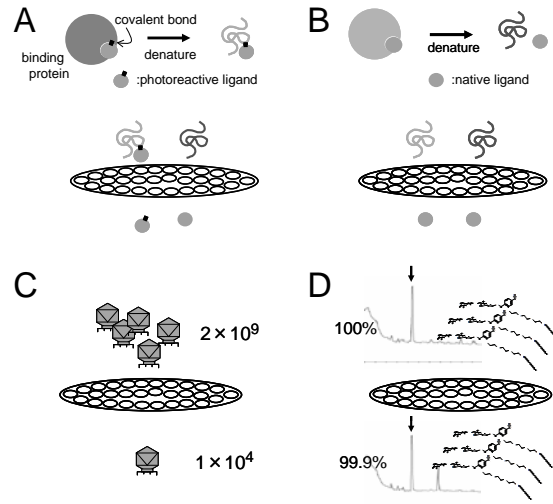 A
covalent bond
binding
protein
denature
:photoreactive ligand
B
denature
:native ligand
C
2×10⁹
1×10⁴
D
100%
99.9%